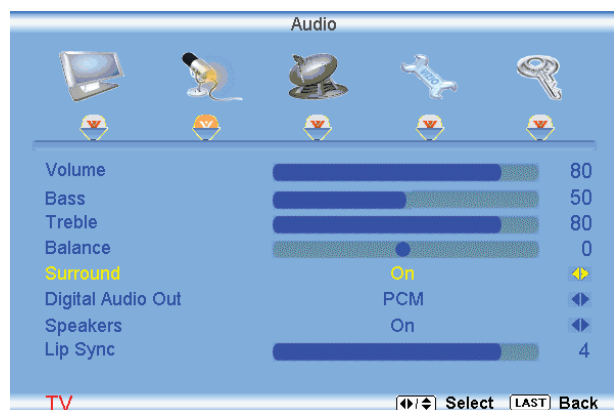 Audio
Volume 80
Bass 50
Treble 80
Balance 0
Surround On
Digital Audio Out PCM
Speakers On
Lip Sync 4
TV Select LAST Back